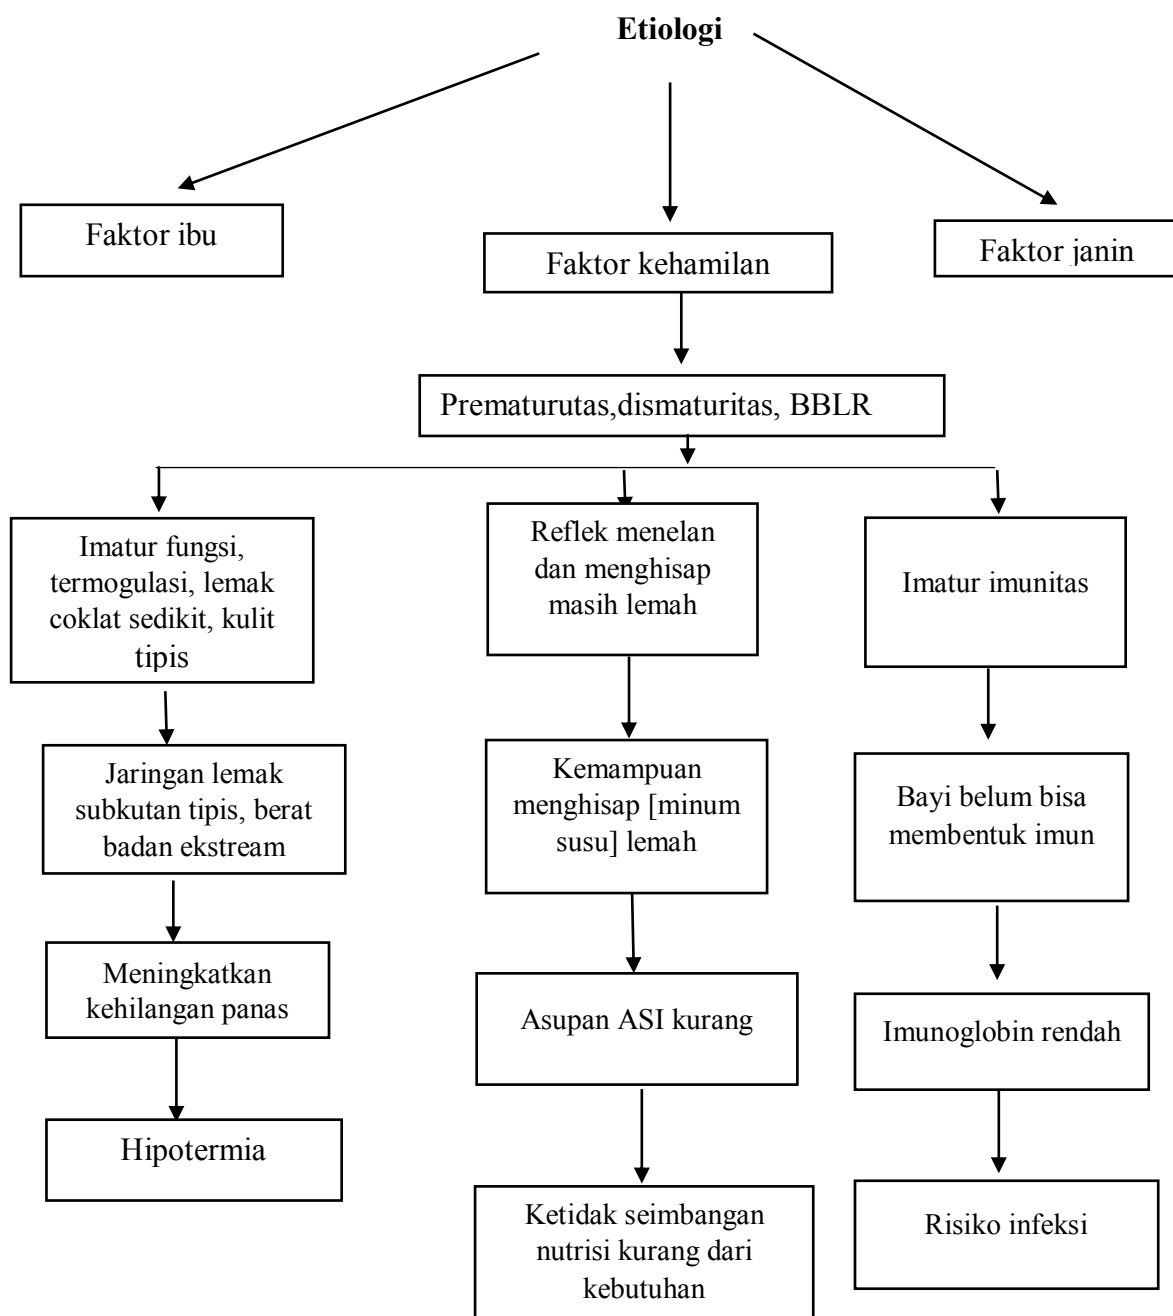 Etiologi
Faktor ibu
Faktor kehamilan
Faktor janin
Prematurutas,dismaturitas, BBLR
Imatur fungsi,
termogulasi, lemak
coklat sedikit, kulit
tipis
Reflek menelan
dan menghisap
masih lemah
Imatur imunitas
Jaringan lemak
subkutan tipis, berat
badan ekstream
Kemampuan
menghisap [minum
susu] lemah
Bayi belum bisa
membentuk imun
Meningkatkan
kehilangan panas
Asupan ASI kurang
Imunoglobin rendah
Hipotermia
Ketidak seimbangan
nutrisi kurang dari
kebutuhan
Risiko infeksi